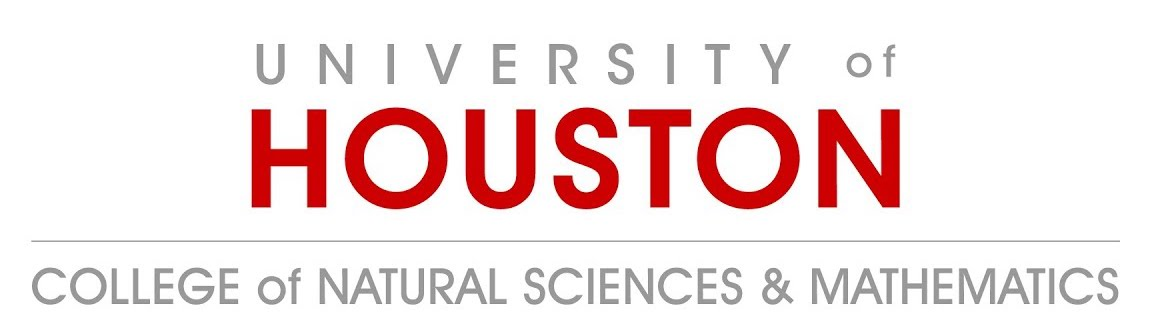 UNIVERSITY of
HOUSTON
COLLEGE of NATURAL SCIENCES & MATHEMATICS